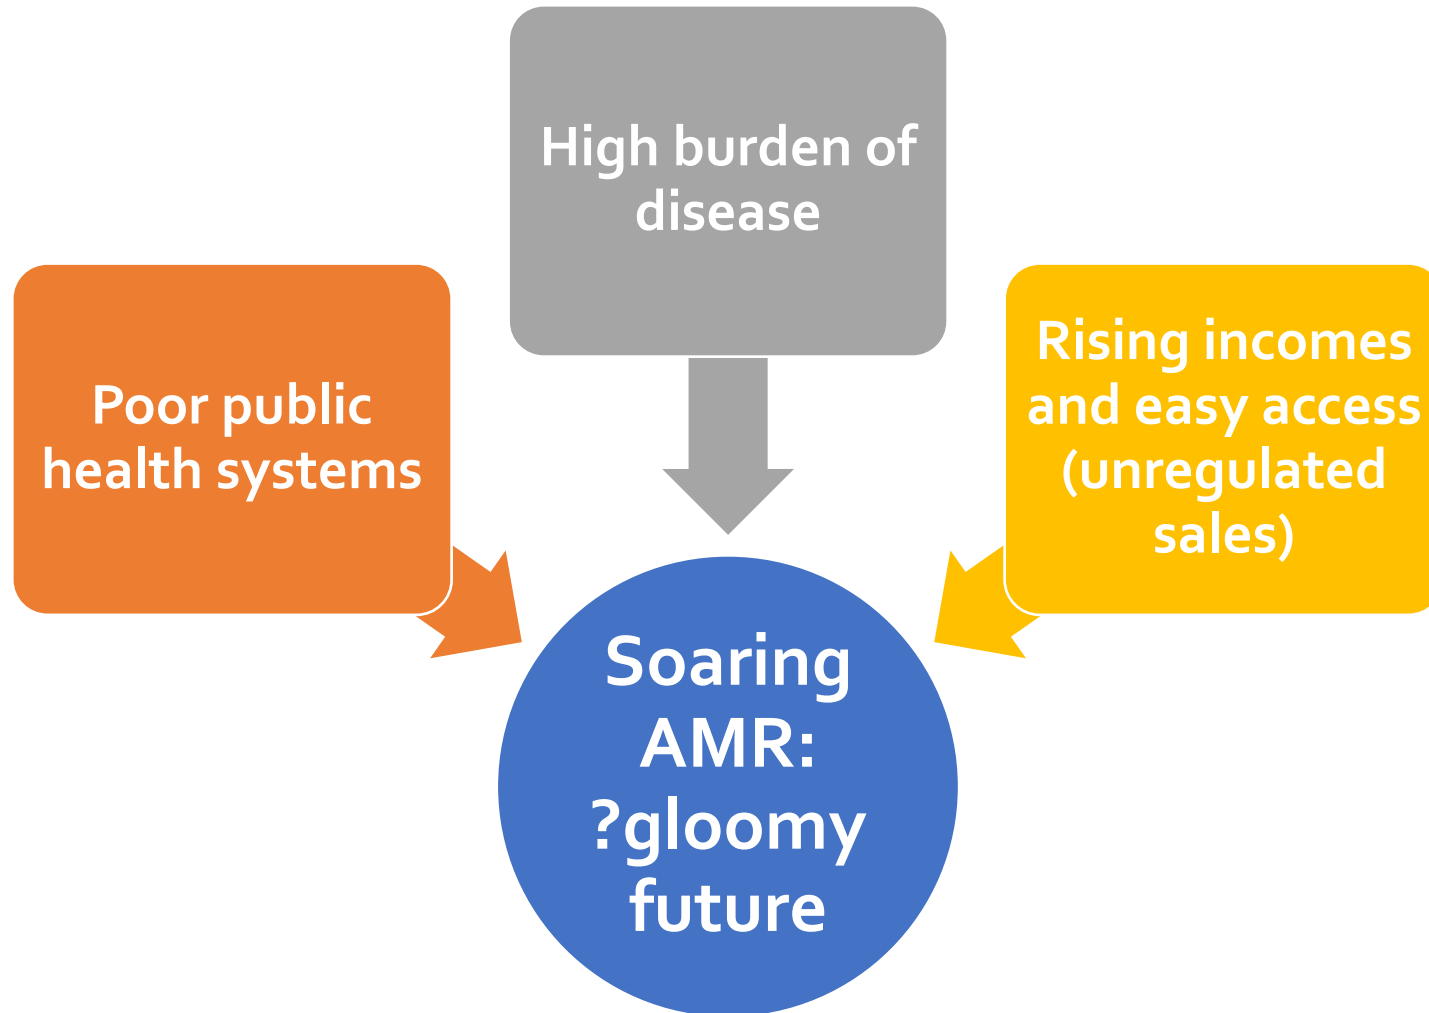 High burden of
disease
Poor public
health systems
Rising incomes
and easy access
(unregulated
sales)
Soaring
AMR:
?gloomy
future